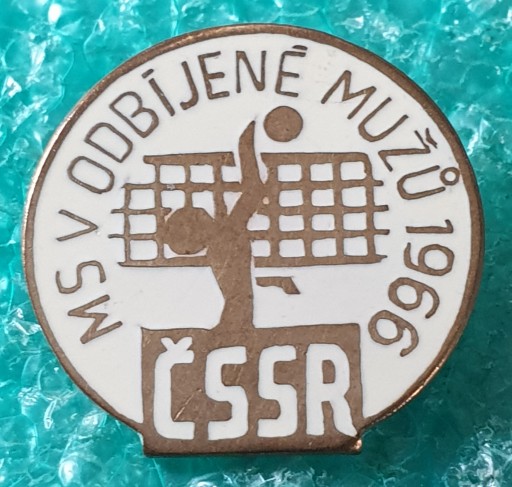 MS V ODBÍJENÉ MUŽŮ 1966
ČSSR